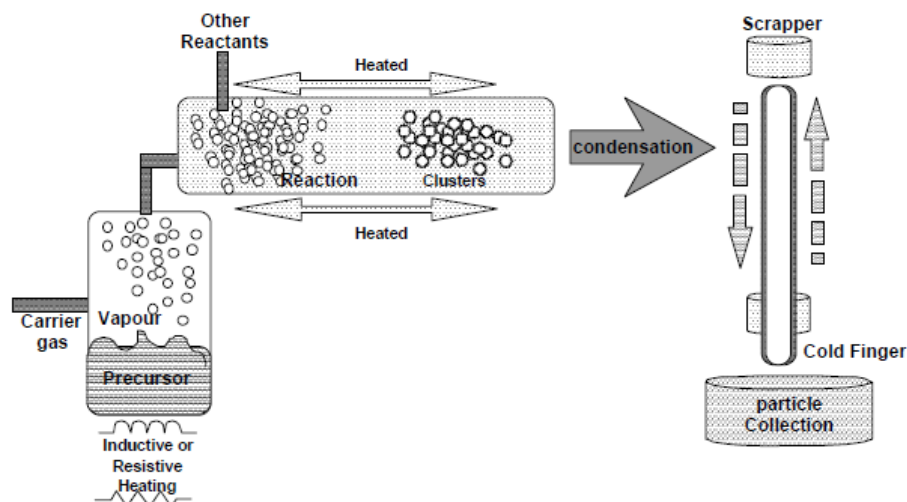 Other
Reactants
Heated
Reaction
Clusters
Heated
Carrier
gas
Vapour
Precursor
Inductive or
Resistive
Heating
condensation
Scrapper
Cold Finger
particle
Collection